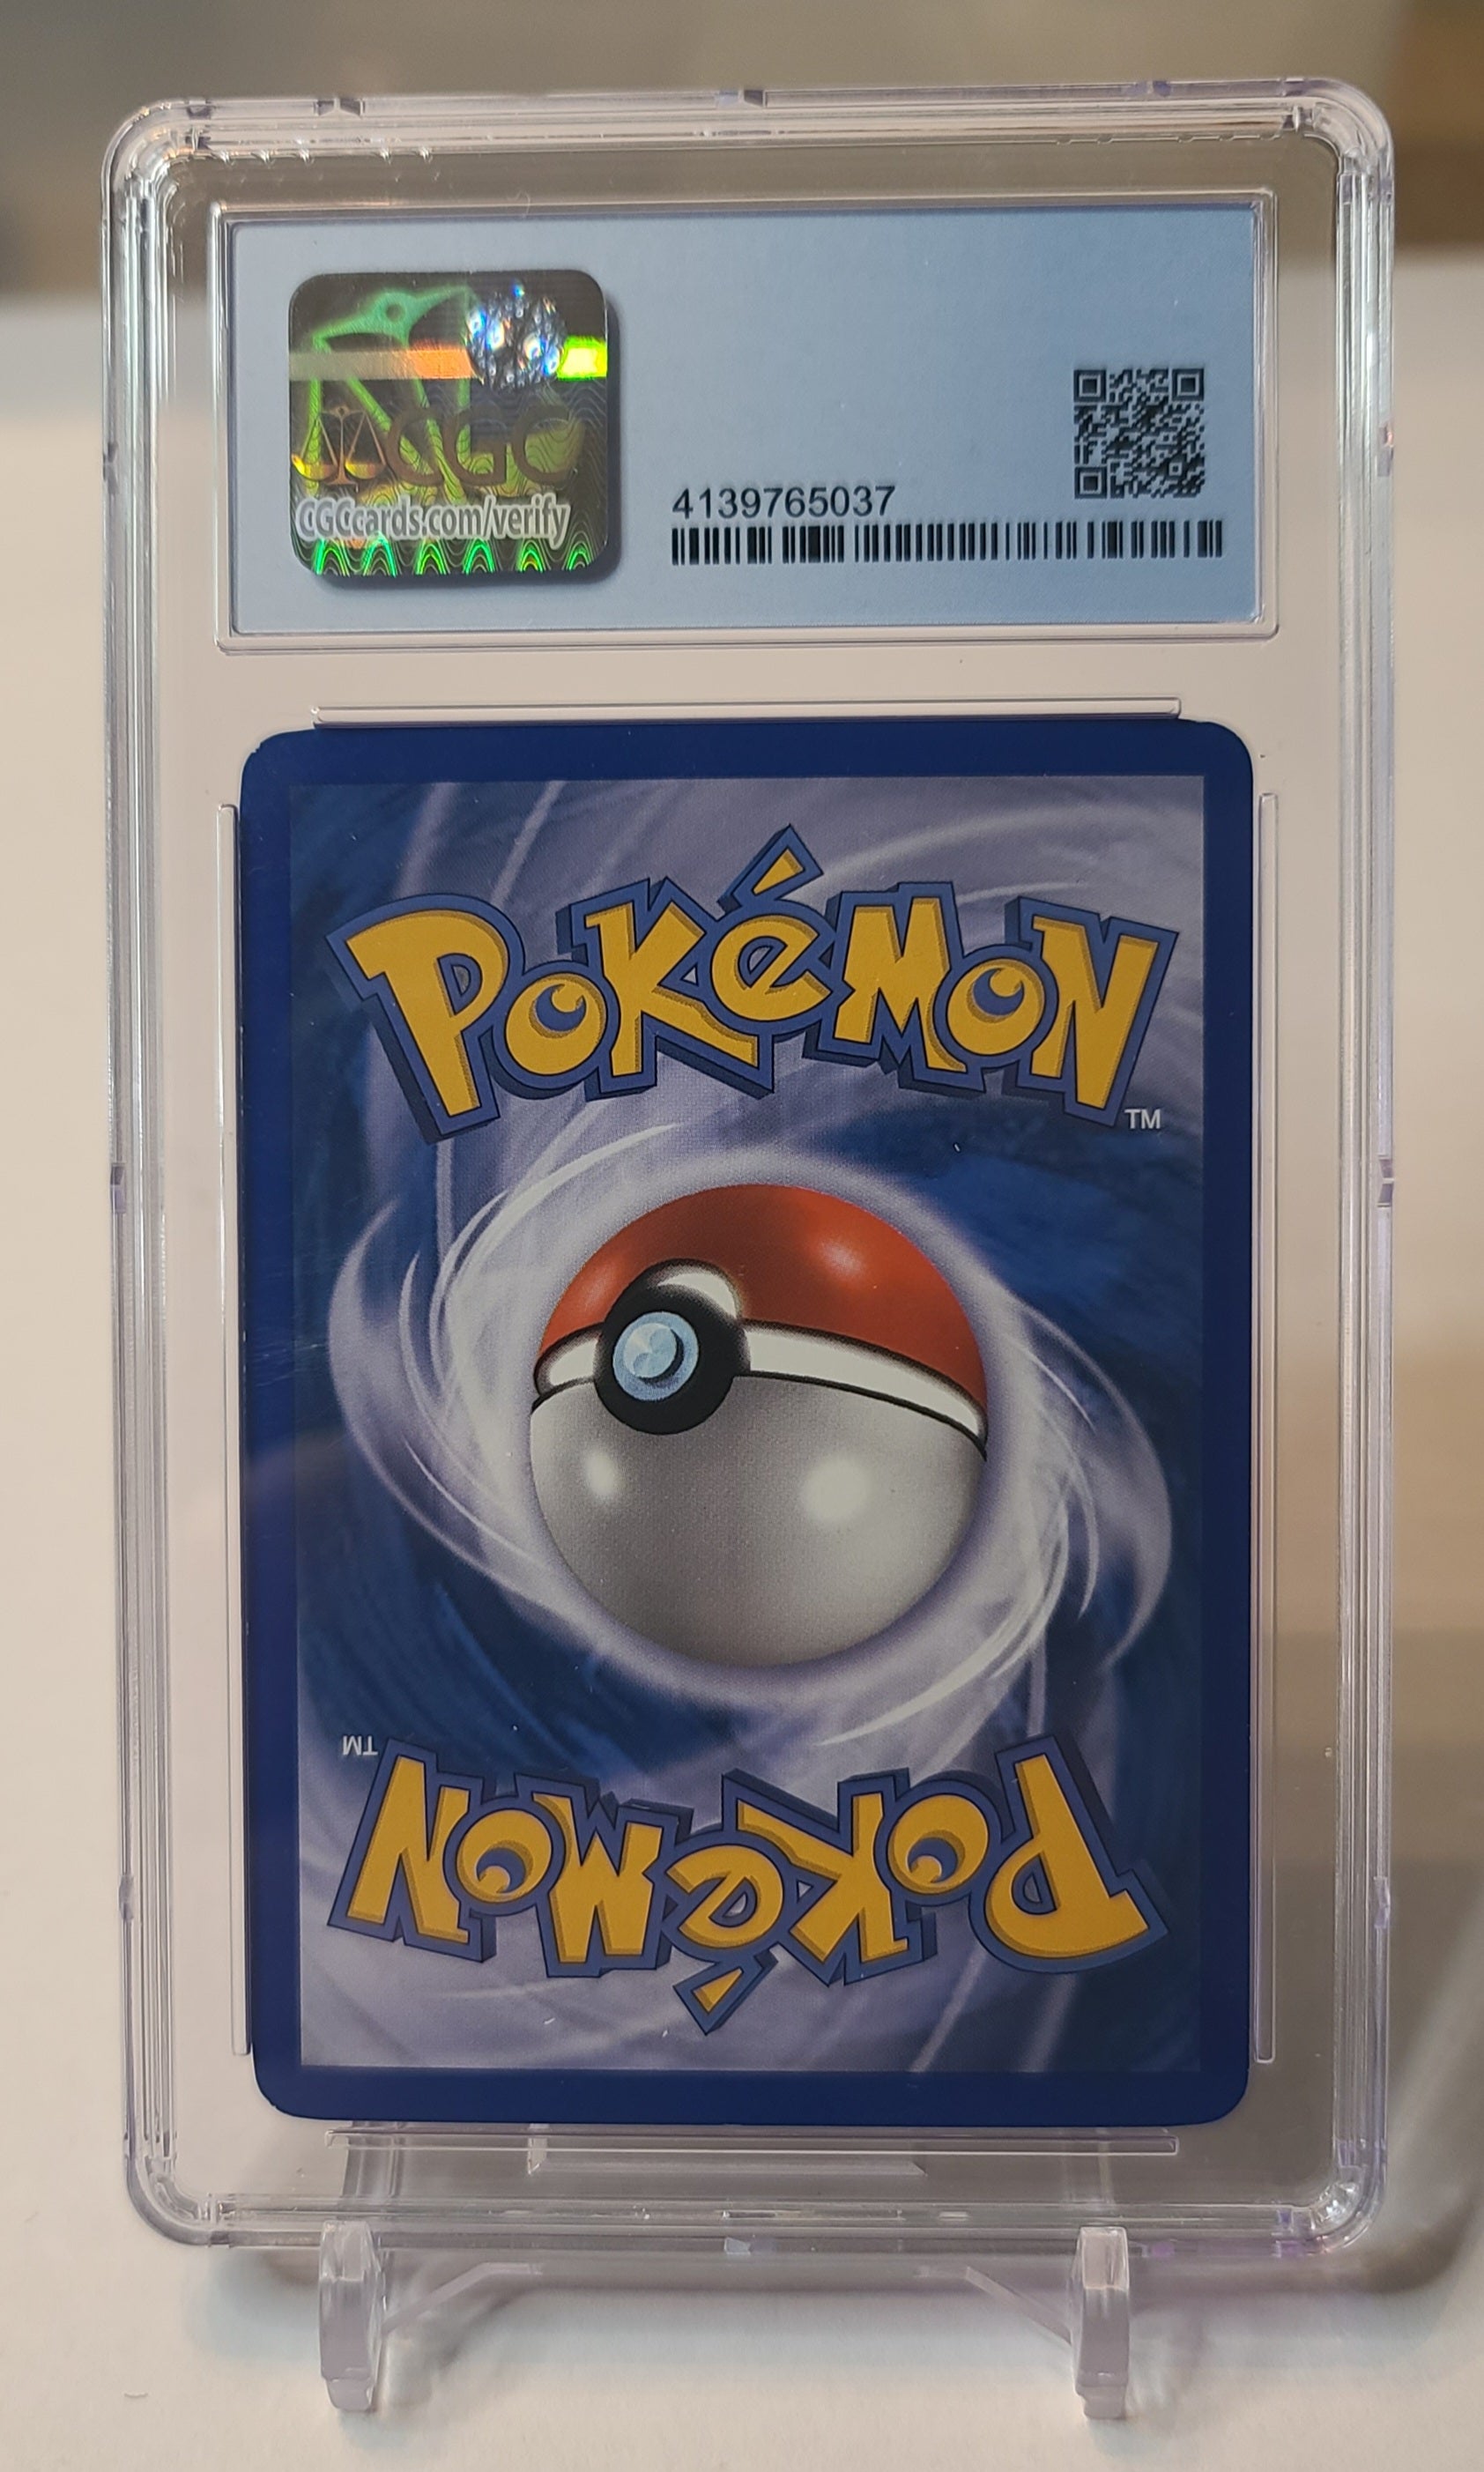 CGC
CGCcards.com/verify
4139765037
POKéMON
TM
TM
POKéMON